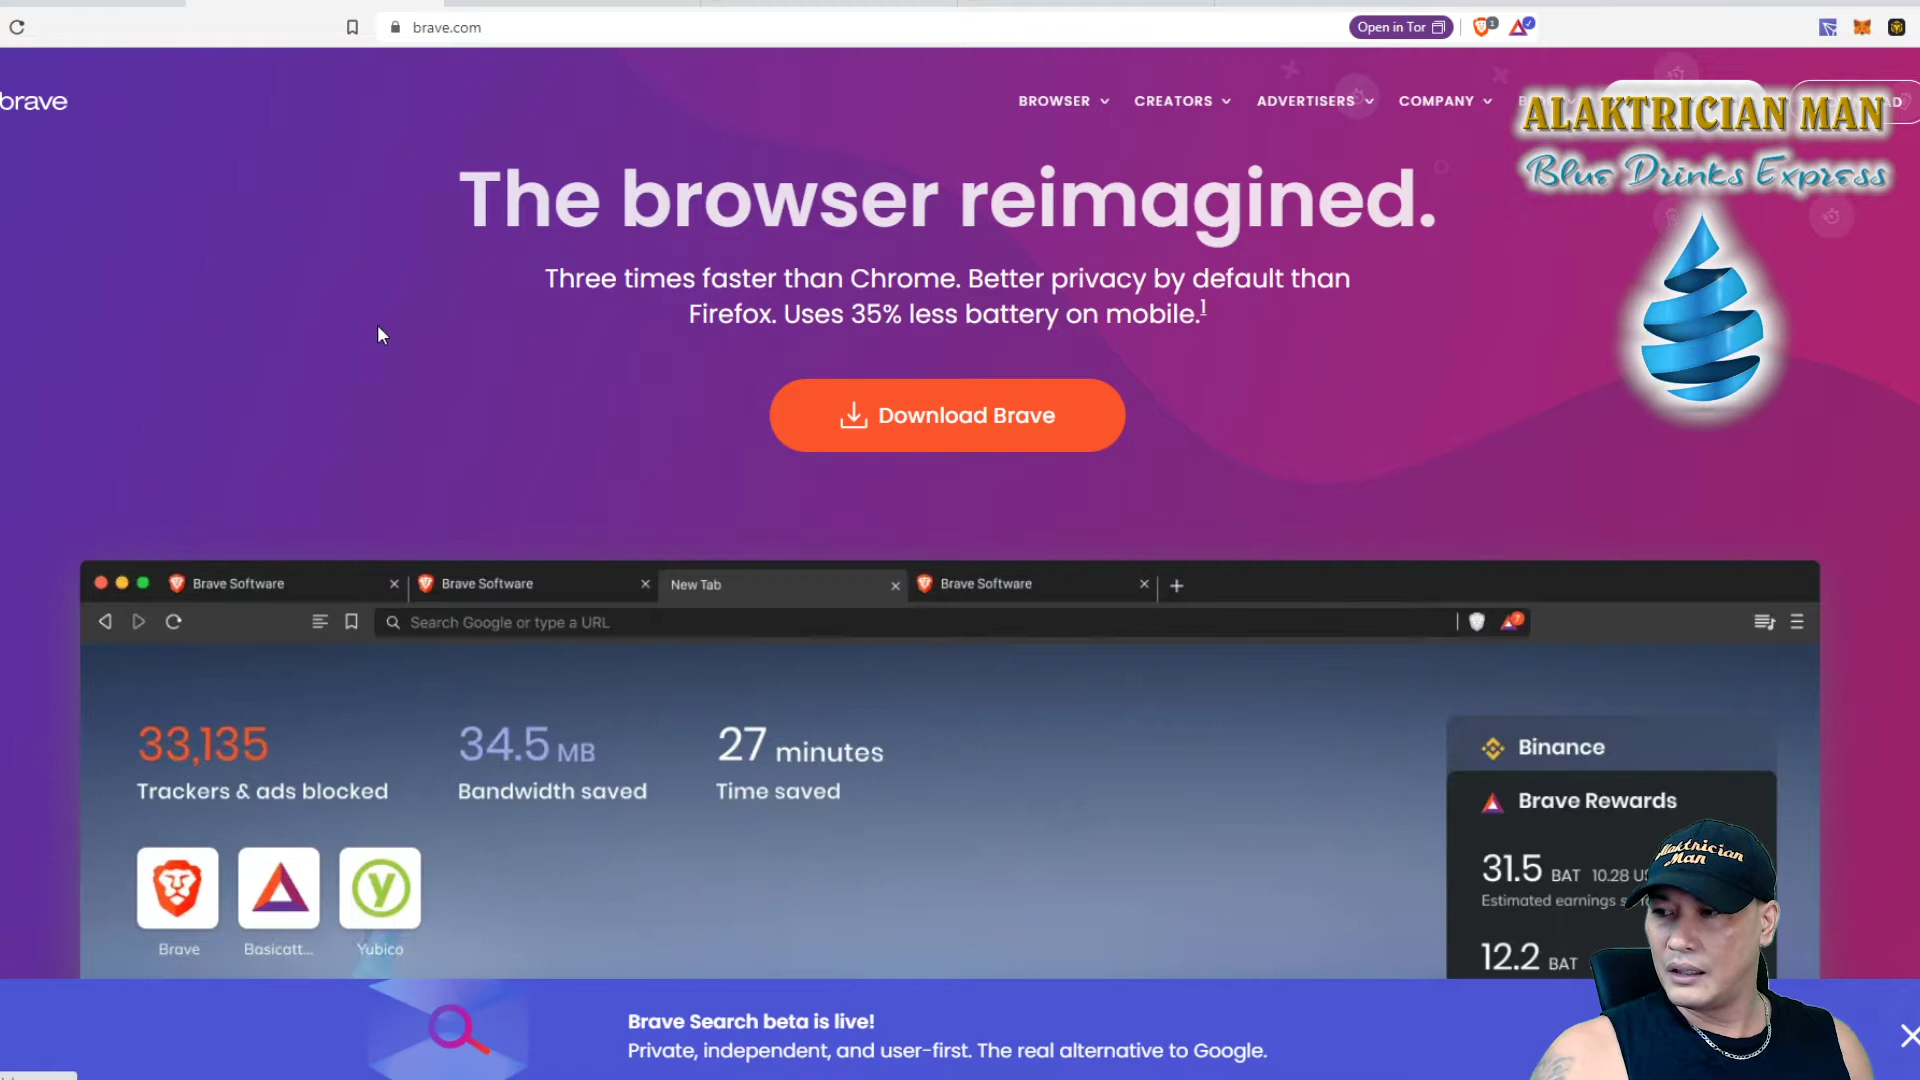 brave.com
Open in Tor
1
brave
BROWSER
CREATORS
ADVERTISERS
COMPANY
ALAKTRICIAN MAN
Blue Drinks Express
The browser reimagined.
Three times faster than Chrome. Better privacy by default than
Firefox. Uses 35% less battery on mobile.1
Download Brave
Brave Software
Brave Software
New Tab
Brave Software
Search Google or type a URL
7
33,135
Trackers & ads blocked
34.5 MB
Bandwidth saved
27 minutes
Time saved
Binance
Brave Rewards
31.5 BAT 10.28
Estimated earnings
12.2 BAT
Brave
Basicatt...
Yubico
y
Alaktrician
Man
Brave Search beta is live!
Private, independent, and user-first. The real alternative to Google.